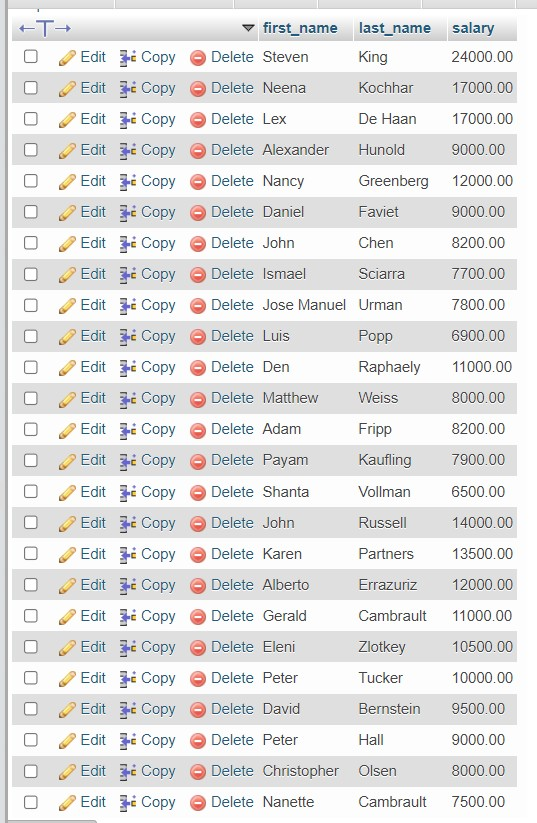 first_name last_name salary
Edit Copy Delete Steven King 24000.00
Edit Copy Delete Neena Kochhar 17000.00
Edit Copy Delete Lex De Haan 17000.00
Edit Copy Delete Alexander Hunold 9000.00
Edit Copy Delete Nancy Greenberg 12000.00
Edit Copy Delete Daniel Faviet 9000.00
Edit Copy Delete John Chen 8200.00
Edit Copy Delete Ismael Sciarra 7700.00
Edit Copy Delete Jose Manuel Urman 7800.00
Edit Copy Delete Luis Popp 6900.00
Edit Copy Delete Den Raphaely 11000.00
Edit Copy Delete Matthew Weiss 8000.00
Edit Copy Delete Adam Fripp 8200.00
Edit Copy Delete Payam Kaufling 7900.00
Edit Copy Delete Shanta Vollman 6500.00
Edit Copy Delete John Russell 14000.00
Edit Copy Delete Karen Partners 13500.00
Edit Copy Delete Alberto Errazuriz 12000.00
Edit Copy Delete Gerald Cambrault 11000.00
Edit Copy Delete Eleni Zlotkey 10500.00
Edit Copy Delete Peter Tucker 10000.00
Edit Copy Delete David Bernstein 9500.00
Edit Copy Delete Peter Hall 9000.00
Edit Copy Delete Christopher Olsen 8000.00
Edit Copy Delete Nanette Cambrault 7500.00